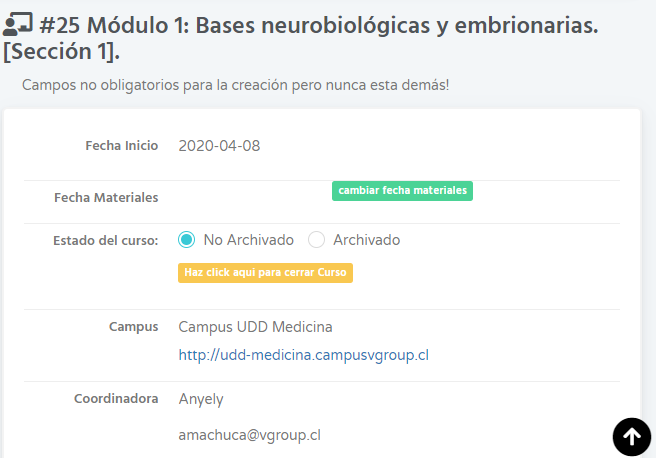 #25 Módulo 1: Bases neurobiológicas y embrionarias.
[Sección 1].
Campos no obligatorios para la creación pero nunca esta demás!
Fecha Inicio 2020-04-08
Fecha Materiales cambiar fecha materiales
Estado del curso: No Archivado Archivado
Haz click aqui para cerrar Curso
Campus Campus UDD Medicina
http://udd-medicina.campusvgroup.cl
Coordinadora Anyely
amachuca@vgroup.cl